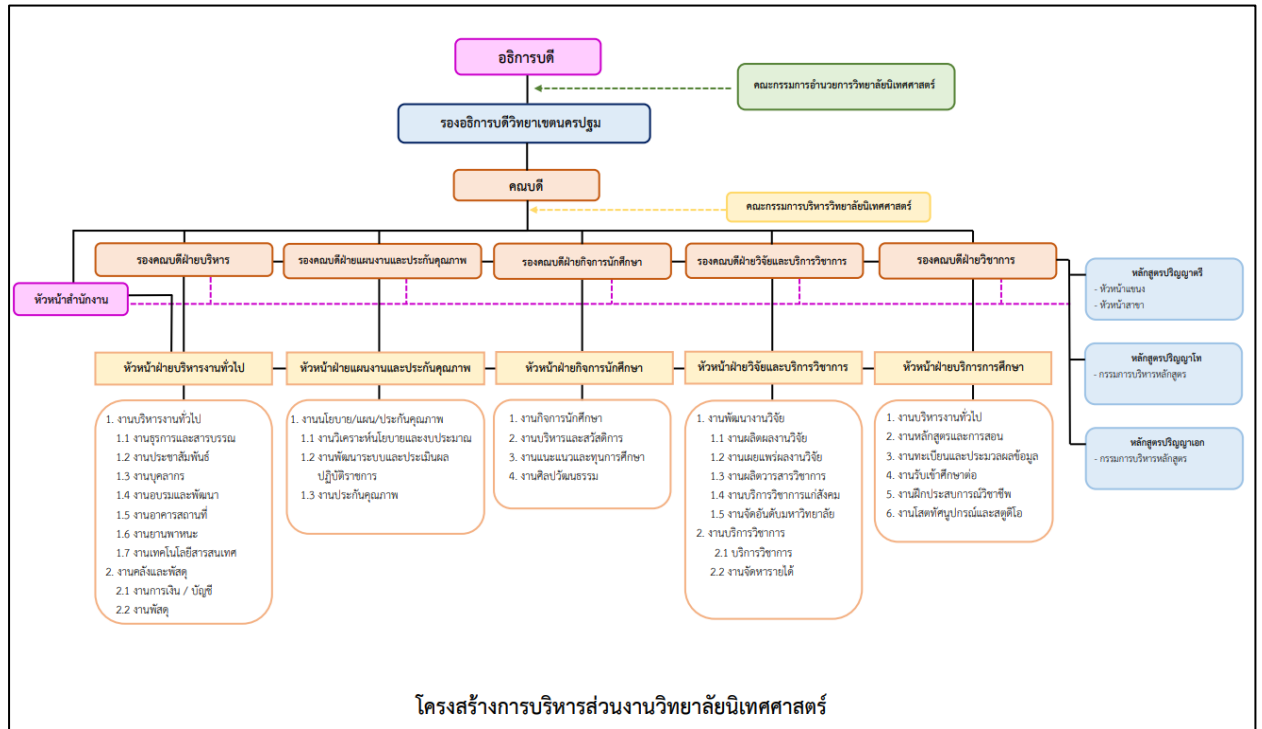 อธิการบดี
คณะกรรมการอำนวยการวิทยาลัยนิเทศศาสตร์
รองอธิการบดีวิทยาเขตนครปฐม
คณบดี
คณะกรรมการบริหารวิทยาลัยนิเทศศาสตร์
รองคณบดีฝ่ายบริหาร
รองคณบดีฝ่ายแผนงานและประกันคุณภาพ
รองคณบดีฝ่ายกิจการนักศึกษา
รองคณบดีฝ่ายวิจัยและบริการวิชาการ
รองคณบดีฝ่ายวิชาการ
หัวหน้าสำนักงาน
หลักสูตรปริญญาตรี
- หัวหน้าแขนง
- หัวหน้าสาขา
หลักสูตรปริญญาโท
- กรรมการบริหารหลักสูตร
หลักสูตรปริญญาเอก
- กรรมการบริหารหลักสูตร
หัวหน้าฝ่ายบริหารงานทั่วไป
1. งานบริหารงานทั่วไป
1.1 งานธุรการและสารบรรณ
1.2 งานประชาสัมพันธ์
1.3 งานบุคลากร
1.4 งานอบรมและพัฒนา
1.5 งานอาคารสถานที่
1.6 งานยานพาหนะ
1.7 งานเทคโนโลยีสารสนเทศ
2. งานคลังและพัสดุ
2.1 งานการเงิน / บัญชี
2.2 งานพัสดุ
หัวหน้าฝ่ายแผนงานและประกันคุณภาพ
1. งานนโยบาย/แผน/ประกันคุณภาพ
1.1 งานวิเคราะห์นโยบายและงบประมาณ
1.2 งานพัฒนาระบบและประเมินผล
ปฏิบัติราชการ
1.3 งานประกันคุณภาพ
หัวหน้าฝ่ายกิจการนักศึกษา
1. งานกิจการนักศึกษา
2. งานบริหารและสวัสดิการ
3. งานแนะแนวและทุนการศึกษา
4. งานศิลปวัฒนธรรม
หัวหน้าฝ่ายวิจัยและบริการวิชาการ
1. งานพัฒนางานวิจัย
1.1 งานผลิตผลงานวิจัย
1.2 งานเผยแพร่ผลงานวิจัย
1.3 งานผลิตวารสารวิชาการ
1.4 งานบริการวิชาการแก่สังคม
1.5 งานจัดอันดับมหาวิทยาลัย
2. งานบริการวิชาการ
2.1 บริการวิชาการ
2.2 งานจัดหารายได้
หัวหน้าฝ่ายบริการการศึกษา
1. งานบริหารงานทั่วไป
2. งานหลักสูตรและการสอน
3. งานทะเบียนและประมวลผลข้อมูล
4. งานรับเข้าศึกษาต่อ
5. งานฝึกประสบการณ์วิชาชีพ
6. งานโสตทัศนูปกรณ์และสตูดีโอ
โครงสร้างการบริหารส่วนงานวิทยาลัยนิเทศศาสตร์